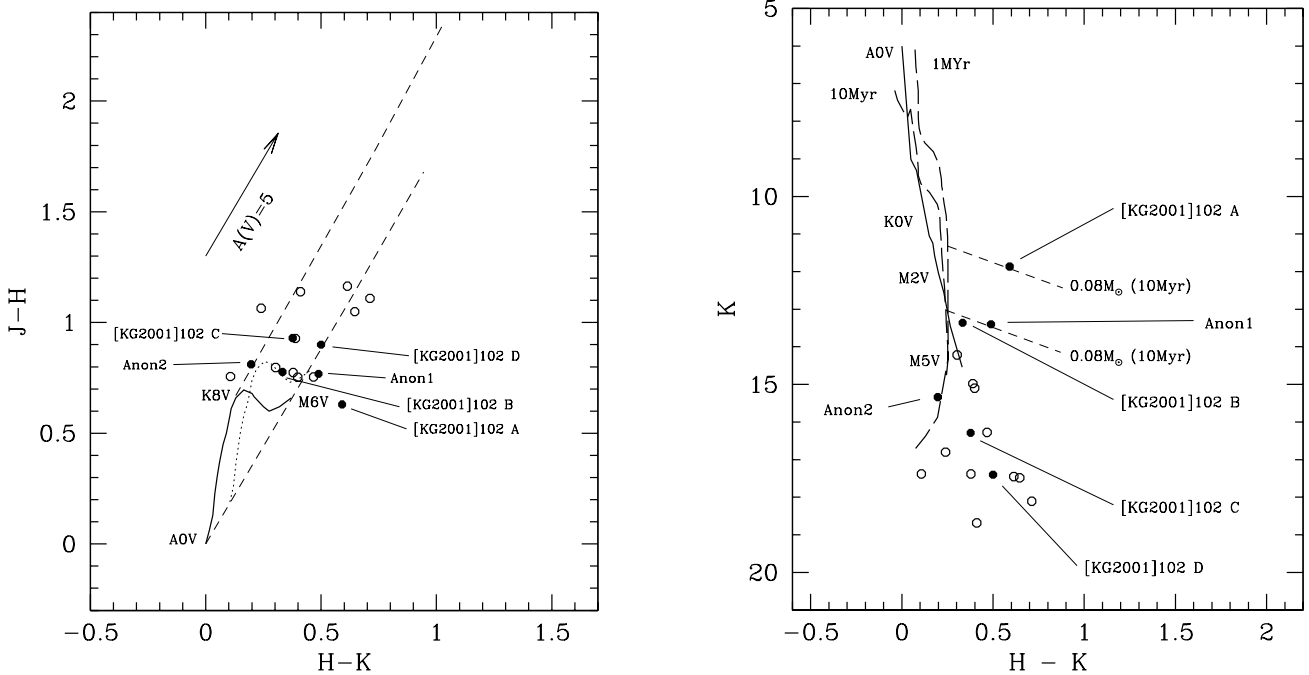 2
1.5
1
0.5
0
J−H
A(V)=5
[KG2001]102 C
Anon2
K8V
M6V
A0V
[KG2001]102 D
Anon1
[KG2001]102 B
[KG2001]102 A
−0.5
0
0.5
1
1.5
H−K
5
10
15
20
K
A0V
1MYr
10Myr
K0V
M2V
M5V
[KG2001]102 A
0.08M⊙ (10Myr)
Anon1
0.08M⊙ (10Myr)
Anon2
[KG2001]102 B
[KG2001]102 C
[KG2001]102 D
−0.5
0
0.5
1
1.5
2
H − K